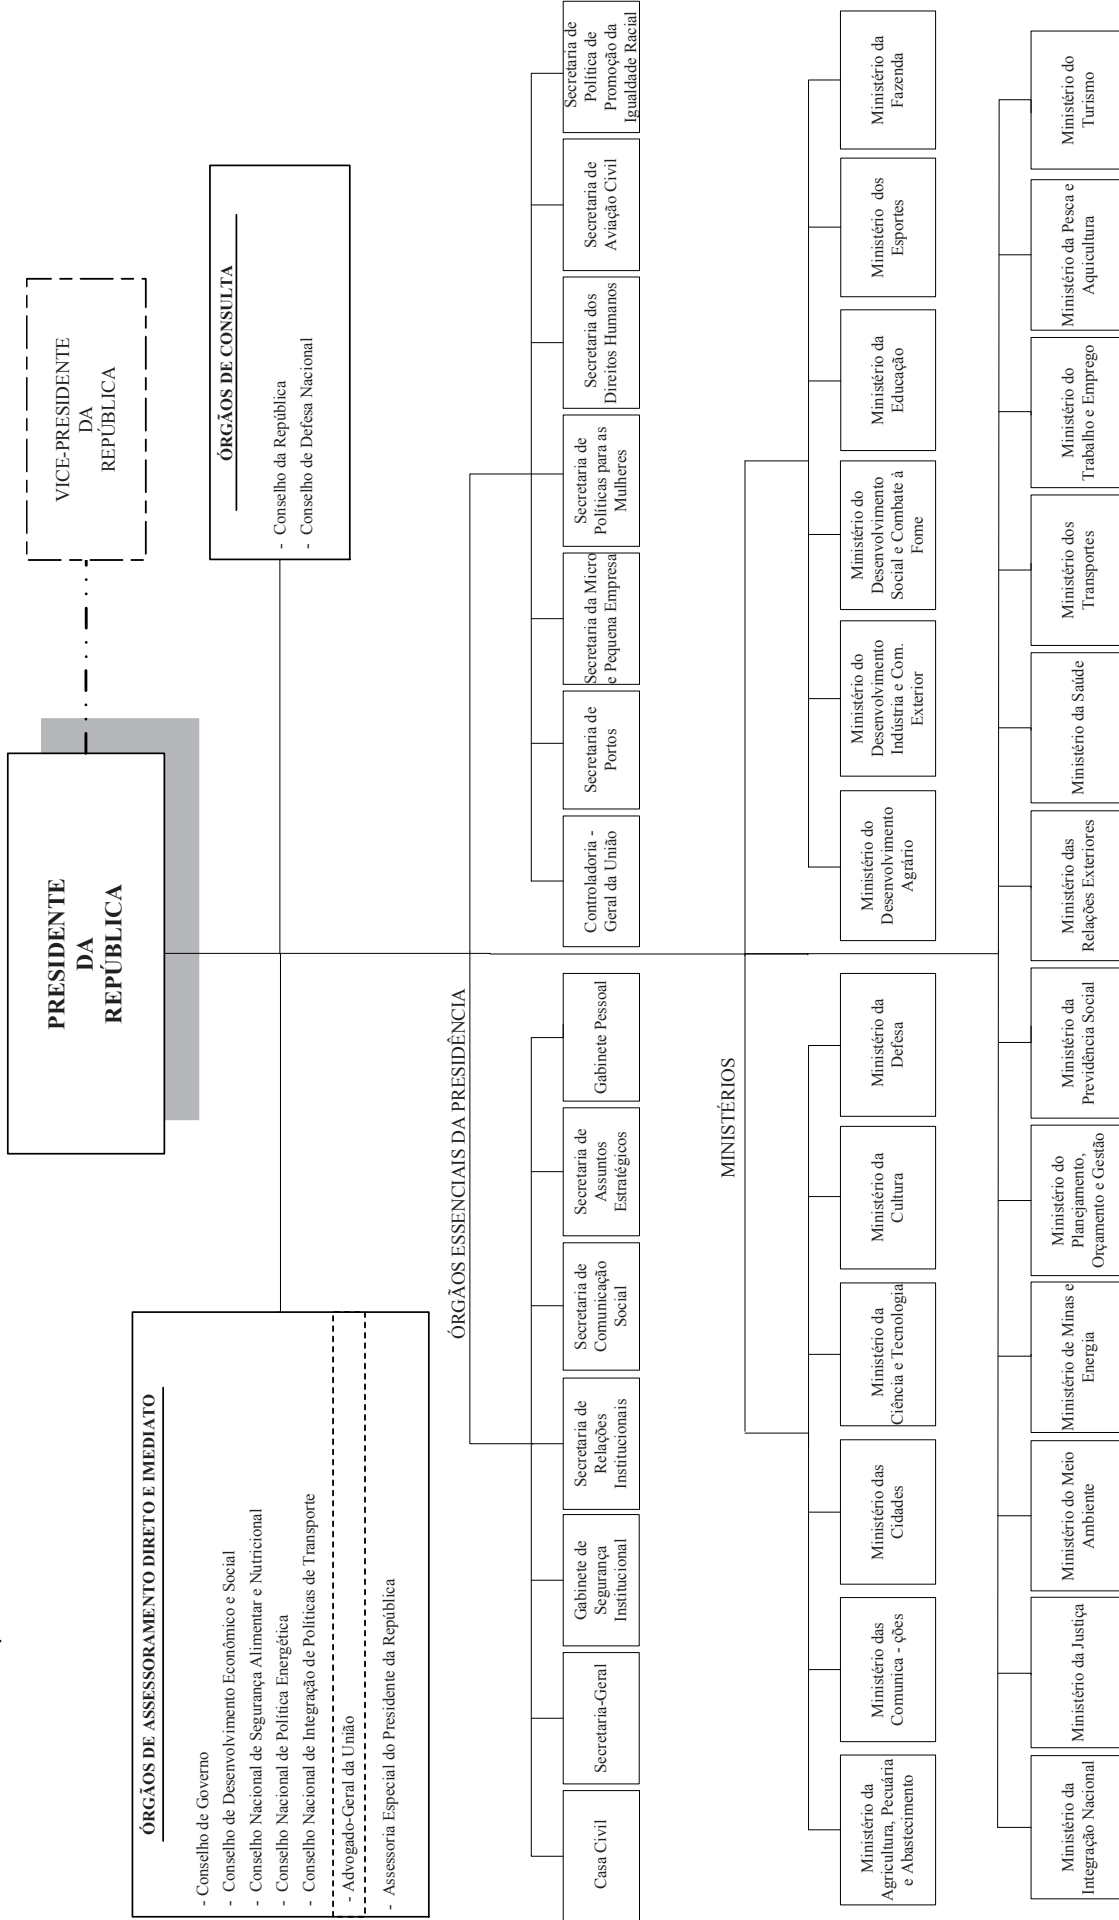 PRESIDENTE
DA
REPÚBLICA
VICE-PRESIDENTE
DA
REPÚBLICA
ÓRGÃOS DE ASSESSORAMENTO DIRETO E IMEDIATO
- Conselho de Governo
- Conselho de Desenvolvimento Econômico e Social
- Conselho Nacional de Segurança Alimentar e Nutricional
- Conselho Nacional de Política Energética
- Conselho Nacional de Integração de Políticas de Transporte
- Advogado-Geral da União
- Assessoria Especial do Presidente da República
ÓRGÃOS DE CONSULTA
- Conselho da República
- Conselho de Defesa Nacional
ÓRGÃOS ESSENCIAIS DA PRESIDÊNCIA
Casa Civil
Secretaria-Geral
Gabinete de
Segurança
Institucional
Secretaria de
Relações
Institucionais
Secretaria de
Comunicação
Social
Secretaria de
Assuntos
Estratégicos
Gabinete Pessoal
Controladoria -
Geral da União
Secretaria de
Portos
Secretaria da Micro
e Pequena Empresa
Secretaria de
Políticas para as
Mulheres
Secretaria dos
Direitos Humanos
Secretaria de
Aviação Civil
Secretaria de
Política de
Promoção da
Igualdade Racial
MINISTÉRIOS
Ministério da
Agricultura, Pecuária
e Abastecimento
Ministério das
Comunica - ções
Ministério das
Cidades
Ministério da
Ciência e Tecnologia
Ministério da
Cultura
Ministério da
Defesa
Ministério do
Desenvolvimento
Agrário
Ministério do
Desenvolvimento
Indústria e Com.
Exterior
Ministério do
Desenvolvimento
Social e Combate à
Fome
Ministério da
Educação
Ministério dos
Esportes
Ministério da
Fazenda
Ministério da
Integração Nacional
Ministério da Justiça
Ministério do Meio
Ambiente
Ministério de Minas e
Energia
Ministério do
Planejamento,
Orçamento e Gestão
Ministério da
Previdência Social
Ministério das
Relações Exteriores
Ministério da Saúde
Ministério dos
Transportes
Ministério do
Trabalho e Emprego
Ministério da Pesca e
Aquicultura
Ministério do
Turismo